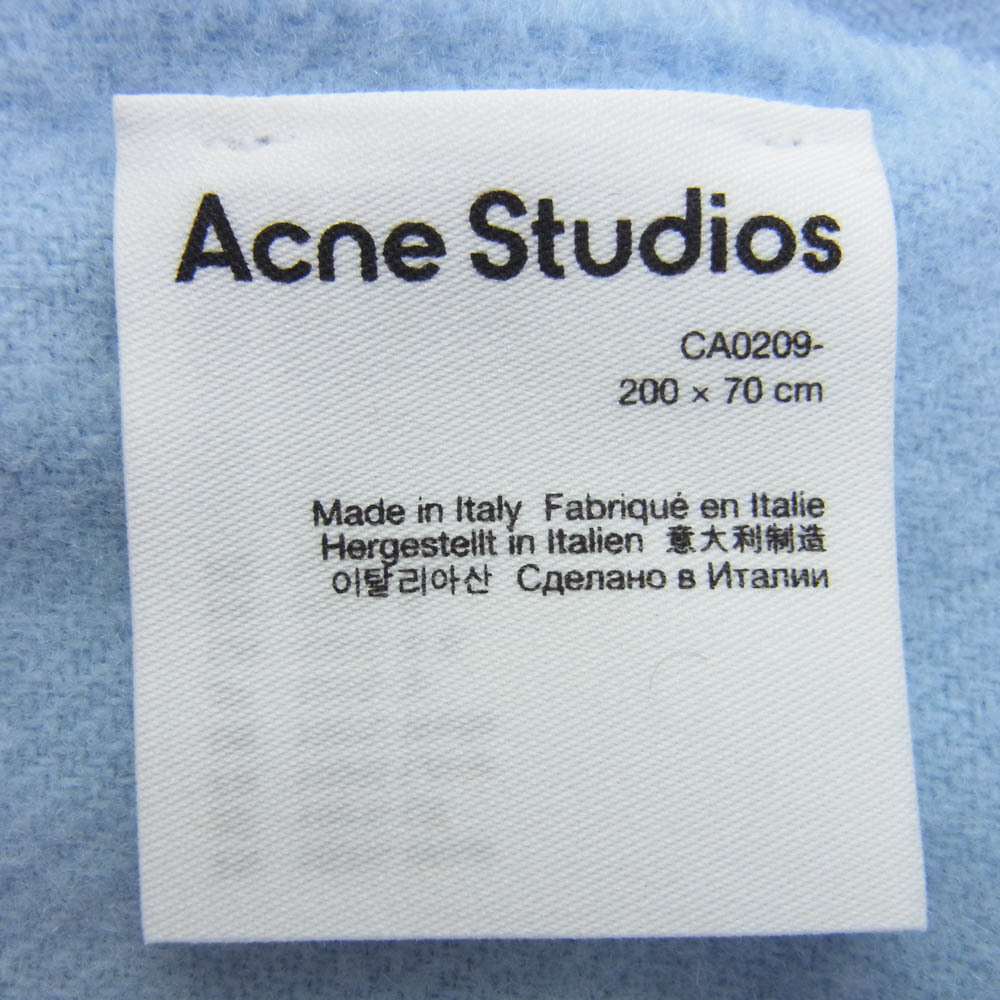 Acne Studios
CA0209-
200 × 70 cm
Made in Italy Fabriqué en Italie
Hergestellt in Italien 意大利制造
이탈리아산 Сделано в Италии